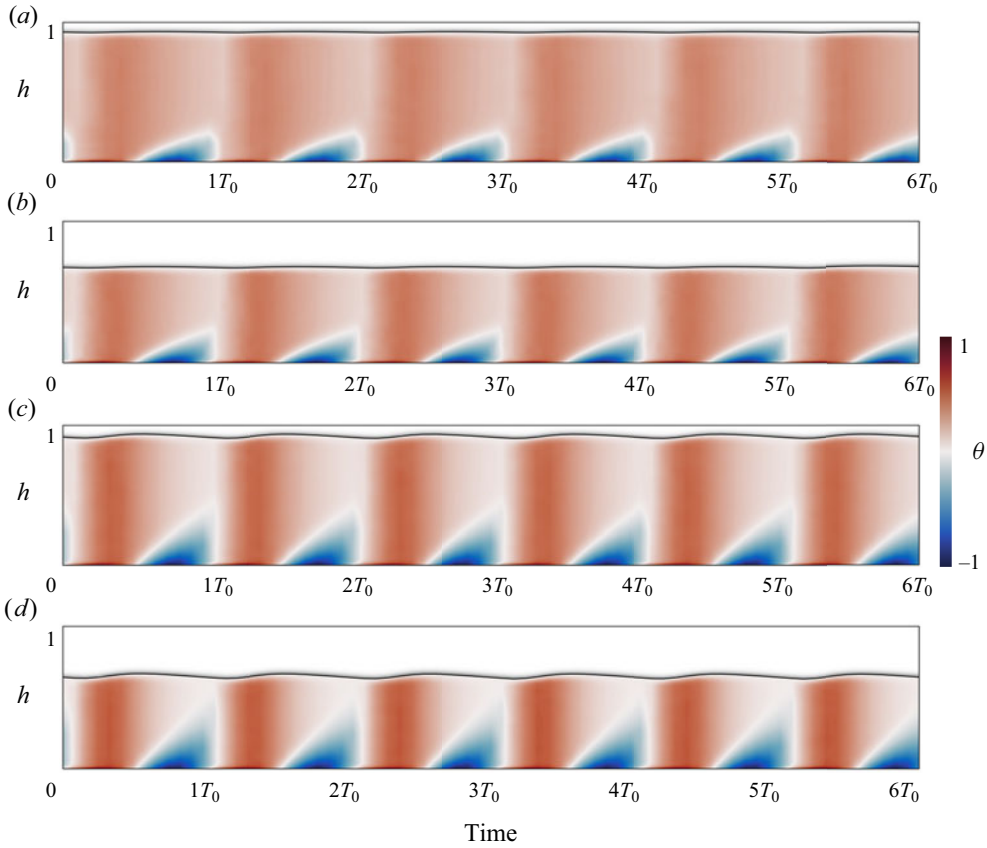 (a)
1
h
0 1T₀ 2T₀ 3T₀ 4T₀ 5T₀ 6T₀
(b)
1
h
0 1T₀ 2T₀ 3T₀ 4T₀ 5T₀ 6T₀
(c)
1
h
0 1T₀ 2T₀ 3T₀ 4T₀ 5T₀ 6T₀
(d)
1
h
0 1T₀ 2T₀ 3T₀ 4T₀ 5T₀ 6T₀
Time
1
θ
–1